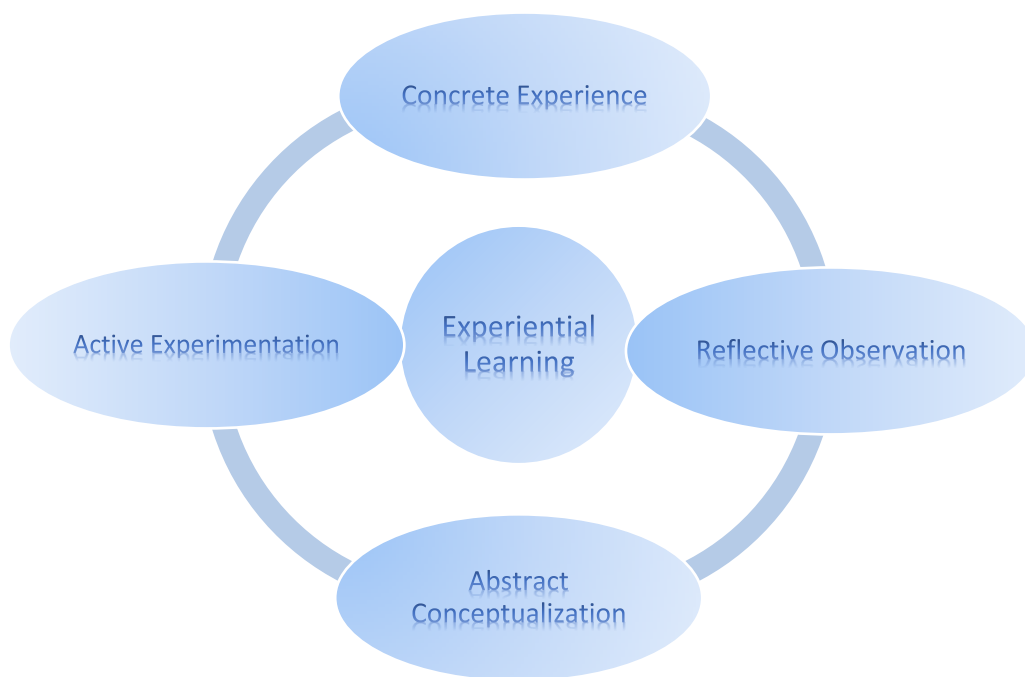 Concrete Experience
Active Experimentation
Experiential
Learning
Reflective Observation
Abstract
Conceptualization